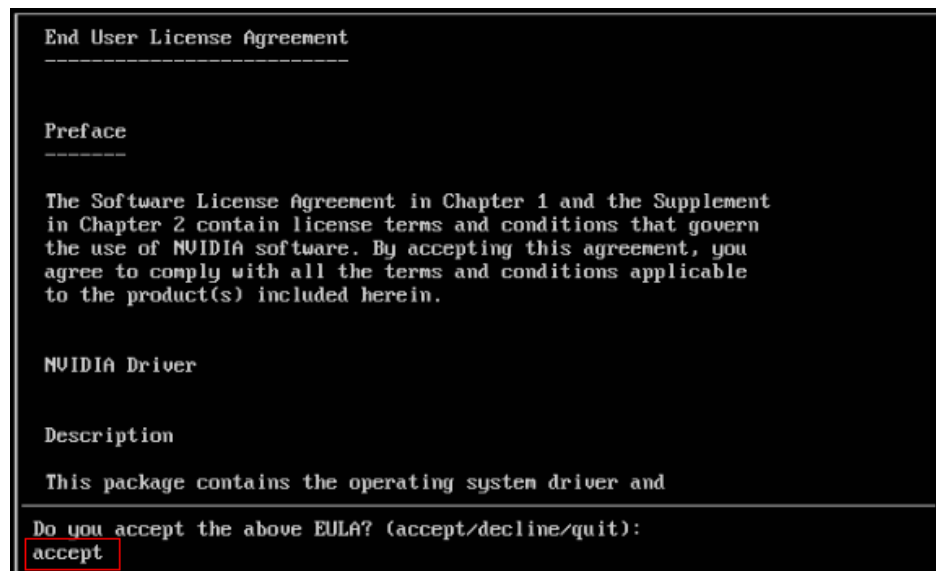 End User License Agreement
--------------------------
Preface
-------
The Software License Agreement in Chapter 1 and the Supplement
in Chapter 2 contain license terms and conditions that govern
the use of NVIDIA software. By accepting this agreement, you
agree to comply with all the terms and conditions applicable
to the product(s) included herein.
NVIDIA Driver
Description
This package contains the operating system driver and
Do you accept the above EULA? (accept/decline/quit):
accept